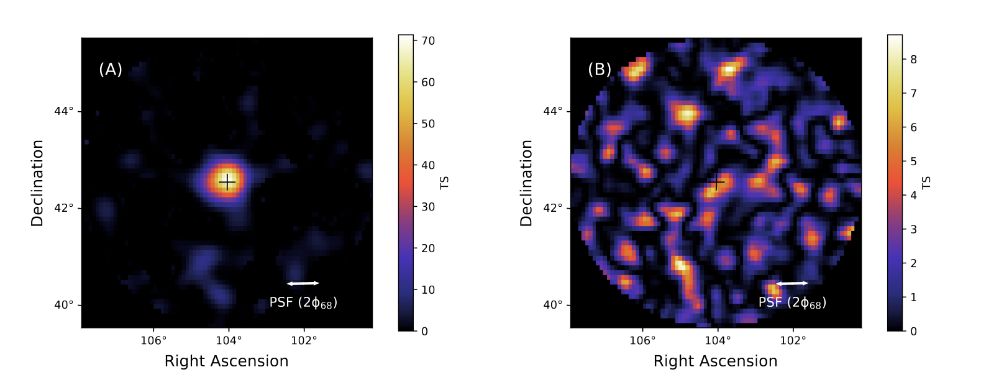 (A)
44°
42°
40°
106°
104°
102°
Declination
Right Ascension
PSF (2ϕ₆₈)
70
60
50
40
30
20
10
0
TS
(B)
44°
42°
40°
106°
104°
102°
Declination
Right Ascension
PSF (2ϕ₆₈)
8
7
6
5
4
3
2
1
0
TS